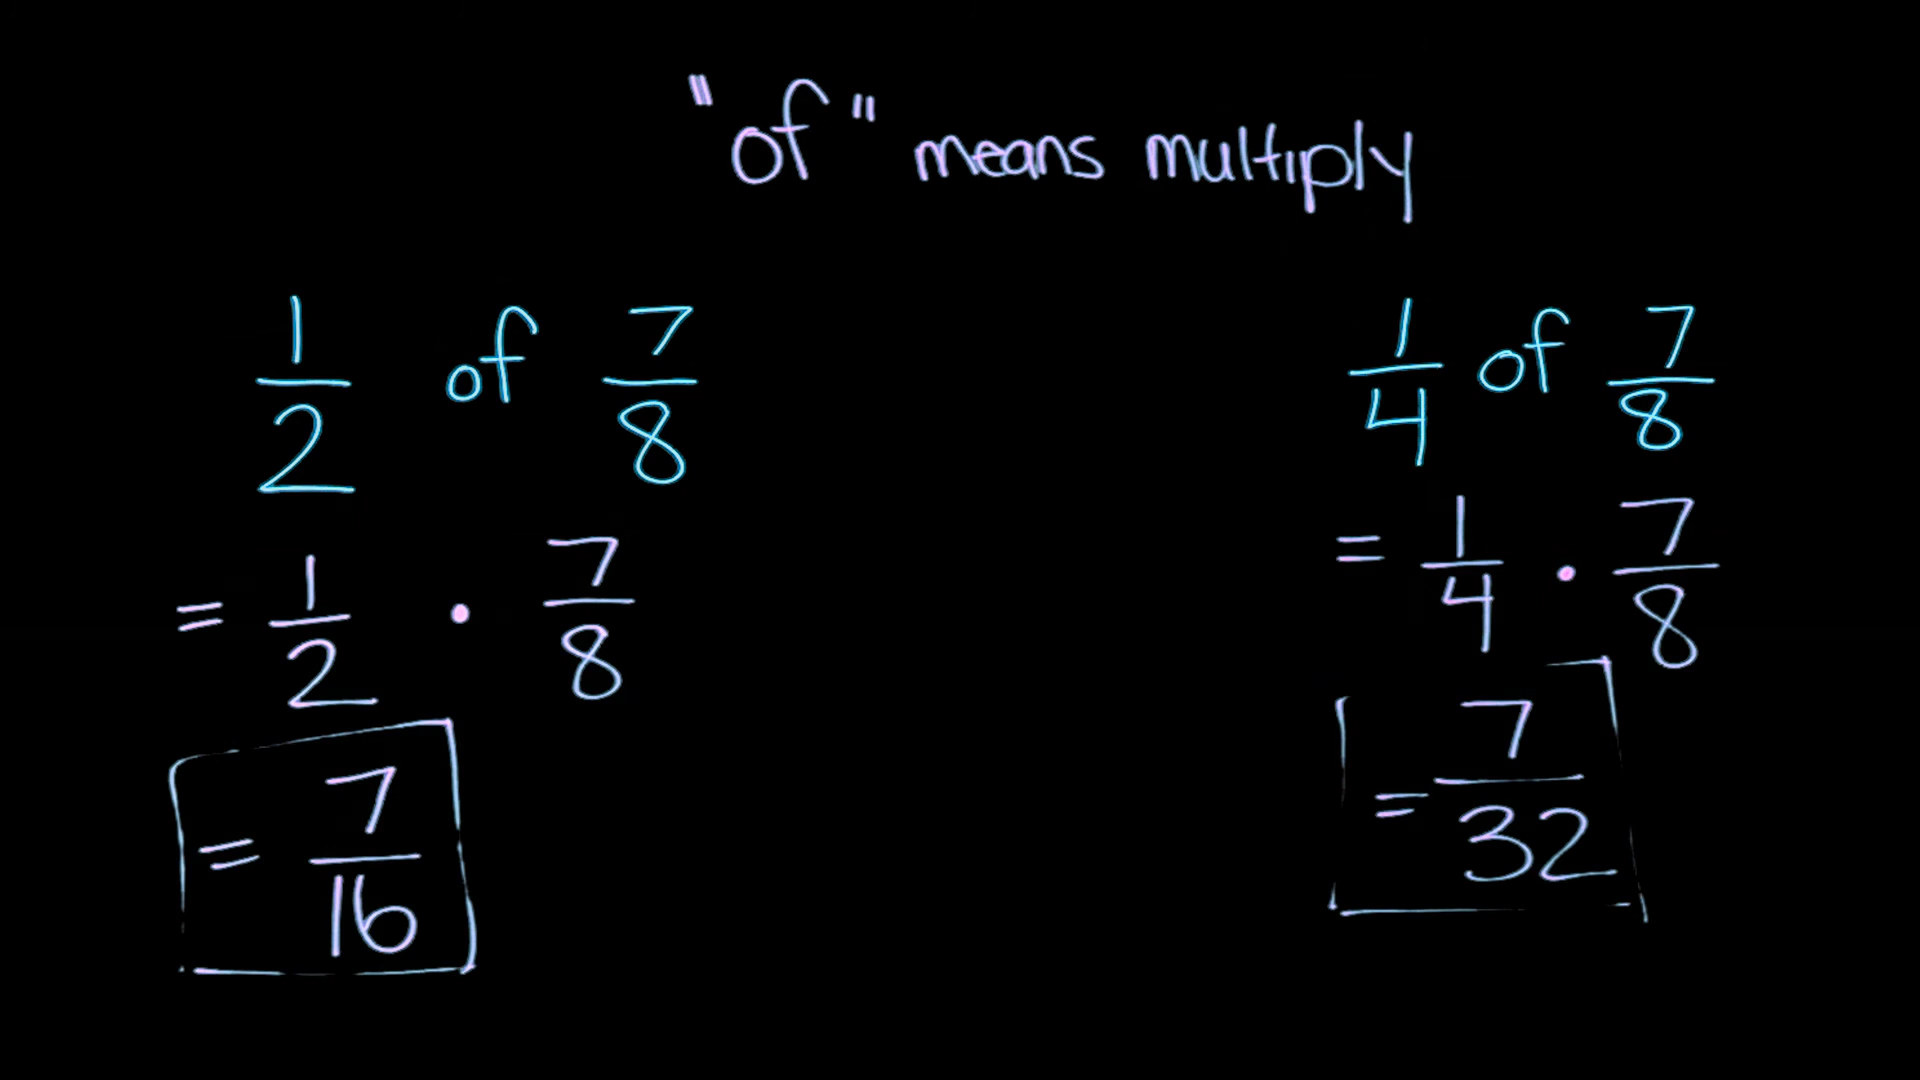 "of" means multiply
1/2 of 7/8
= 1/2 · 7/8
= 7/16
1/4 of 7/8
= 1/4 · 7/8
= 7/32